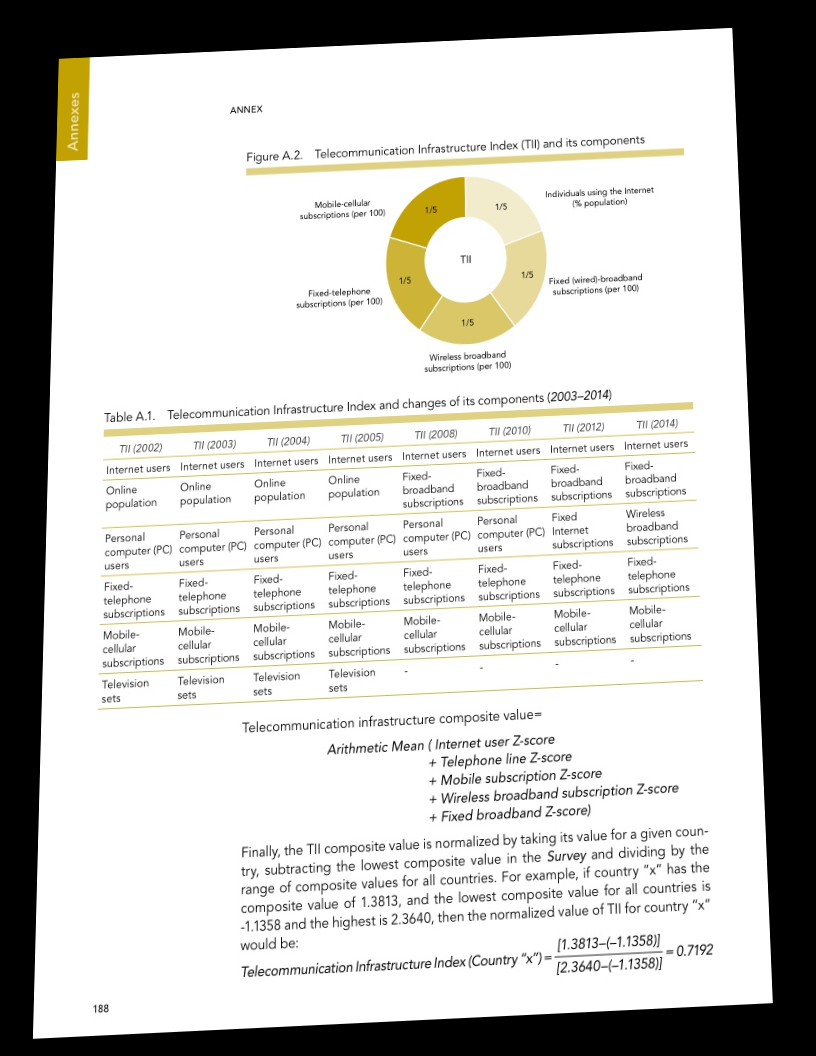 Annexes
ANNEX
Figure A.2. Telecommunication Infrastructure Index (TII) and its components
Mobile-cellular
subscriptions (per 100)
1/5
1/5
Individuals using the Internet
(% population)
TII
Fixed-telephone
subscriptions (per 100)
1/5
1/5
Fixed (wired)-broadband
subscriptions (per 100)
1/5
Wireless broadband
subscriptions (per 100)
Table A.1. Telecommunication Infrastructure Index and changes of its components (2003–2014)
TII (2002) TII (2003) TII (2004) TII (2005) TII (2008) TII (2010) TII (2012) TII (2014)
Internet users Internet users Internet users Internet users Internet users Internet users Internet users Internet users
Online Online Online Online Fixed- Fixed- Fixed- Fixed-
population population population population broadband broadband broadband broadband
subscriptions subscriptions subscriptions subscriptions
Personal Personal Personal Personal Personal Personal Fixed Wireless
computer (PC) computer (PC) computer (PC) computer (PC) computer (PC) computer (PC) Internet broadband
users users users users users users subscriptions subscriptions
Fixed- Fixed- Fixed- Fixed- Fixed- Fixed- Fixed- Fixed-
telephone telephone telephone telephone telephone telephone telephone telephone
subscriptions subscriptions subscriptions subscriptions subscriptions subscriptions subscriptions subscriptions
Mobile- Mobile- Mobile- Mobile- Mobile- Mobile- Mobile- Mobile-
cellular cellular cellular cellular cellular cellular cellular cellular
subscriptions subscriptions subscriptions subscriptions subscriptions subscriptions subscriptions subscriptions
Television Television Television Television - - - -
sets sets sets sets
Telecommunication infrastructure composite value=
Arithmetic Mean ( Internet user Z-score
+ Telephone line Z-score
+ Mobile subscription Z-score
+ Wireless broadband subscription Z-score
+ Fixed broadband Z-score)
Finally, the TII composite value is normalized by taking its value for a given coun-
try, subtracting the lowest composite value in the Survey and dividing by the
range of composite values for all countries. For example, if country “x” has the
composite value of 1.3813, and the lowest composite value for all countries is
-1.1358 and the highest is 2.3640, then the normalized value of TII for country “x”
would be:
Telecommunication Infrastructure Index (Country “x”) = [1.3813–(–1.1358)] / [2.3640–(–1.1358)] = 0.7192
188